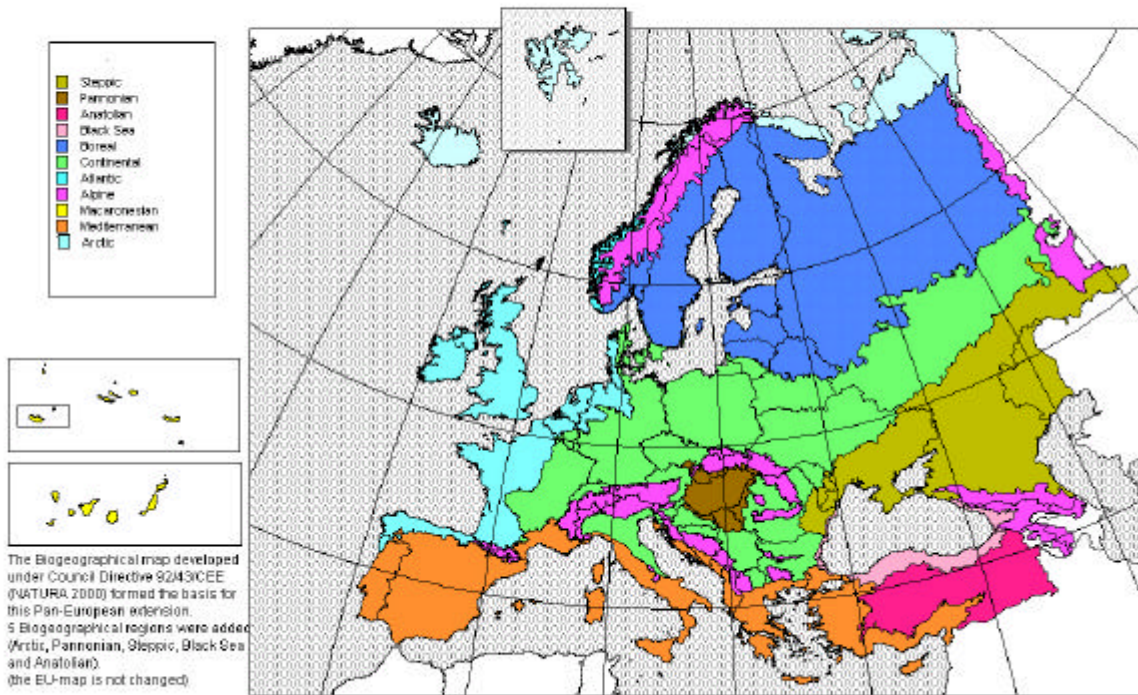 Steppic
Pannonian
Anatolian
Black Sea
Boreal
Continental
Atlantic
Alpine
Macaronesian
Mediterranean
Arctic
The Biogeographical map developed
under Council Directive 92/43/CEE
(NATURA 2000) formed the basis for
this Pan-European extension.
5 Biogeographical regions were added
(Arctic, Pannonian, Steppic, Black Sea
and Anatolian).
(the EU-map is not changed)